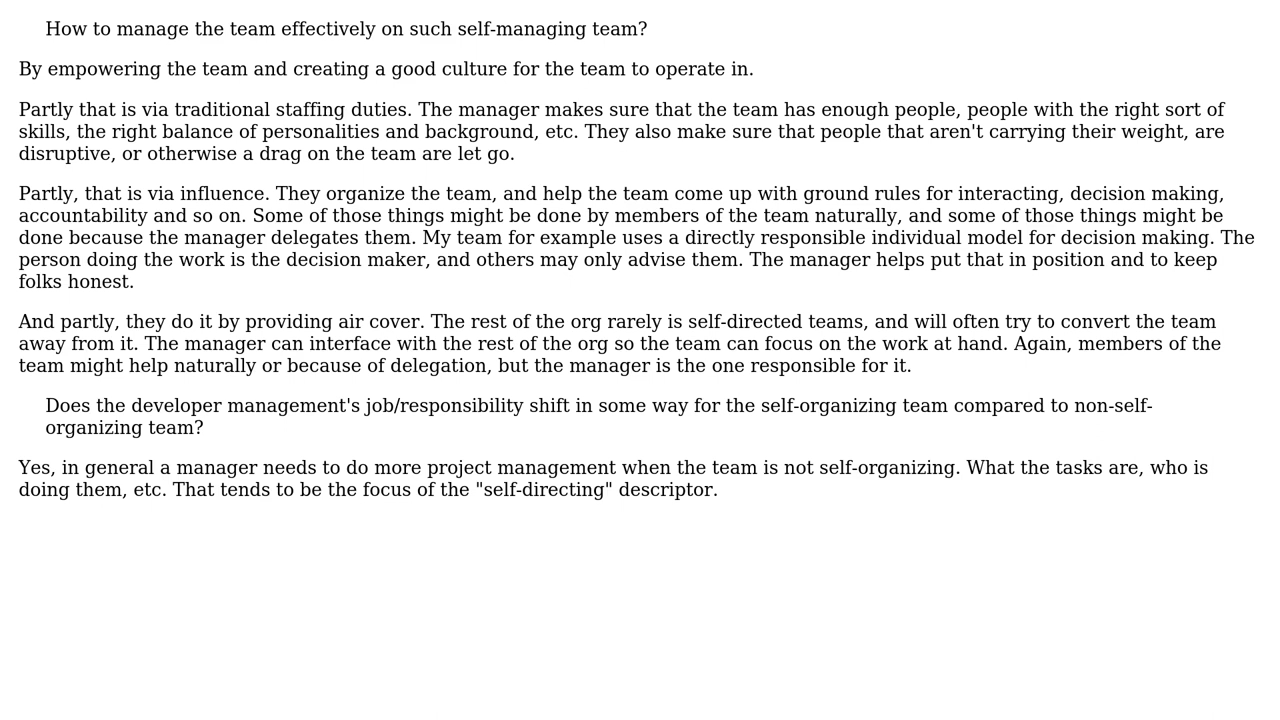 How to manage the team effectively on such self-managing team?
By empowering the team and creating a good culture for the team to operate in.
Partly that is via traditional staffing duties. The manager makes sure that the team has enough people, people with the right sort of
skills, the right balance of personalities and background, etc. They also make sure that people that aren't carrying their weight, are
disruptive, or otherwise a drag on the team are let go.
Partly, that is via influence. They organize the team, and help the team come up with ground rules for interacting, decision making,
accountability and so on. Some of those things might be done by members of the team naturally, and some of those things might be
done because the manager delegates them. My team for example uses a directly responsible individual model for decision making. The
person doing the work is the decision maker, and others may only advise them. The manager helps put that in position and to keep
folks honest.
And partly, they do it by providing air cover. The rest of the org rarely is self-directed teams, and will often try to convert the team
away from it. The manager can interface with the rest of the org so the team can focus on the work at hand. Again, members of the
team might help naturally or because of delegation, but the manager is the one responsible for it.
Does the developer management's job/responsibility shift in some way for the self-organizing team compared to non-self-
organizing team?
Yes, in general a manager needs to do more project management when the team is not self-organizing. What the tasks are, who is
doing them, etc. That tends to be the focus of the "self-directing" descriptor.